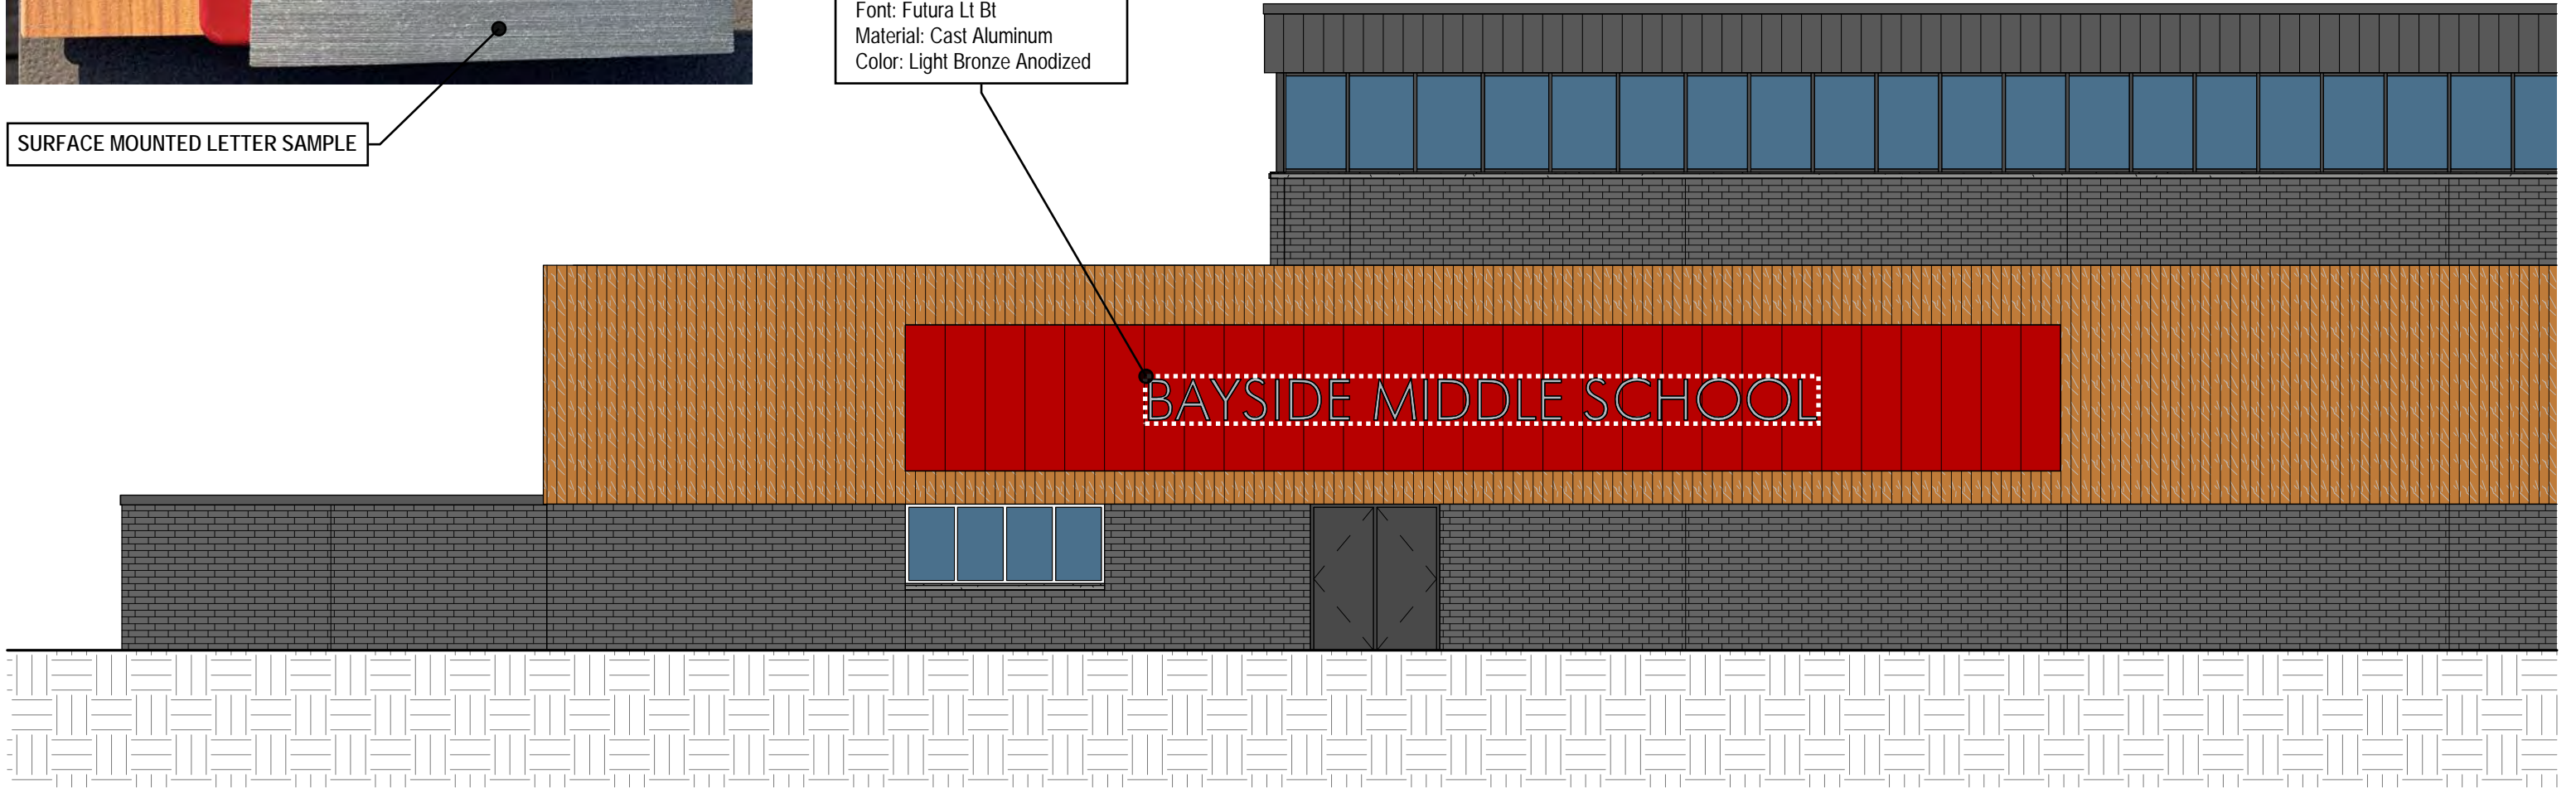 Font: Futura Lt Bt
Material: Cast Aluminum
Color: Light Bronze Anodized
SURFACE MOUNTED LETTER SAMPLE
BAYSIDE MIDDLE SCHOOL